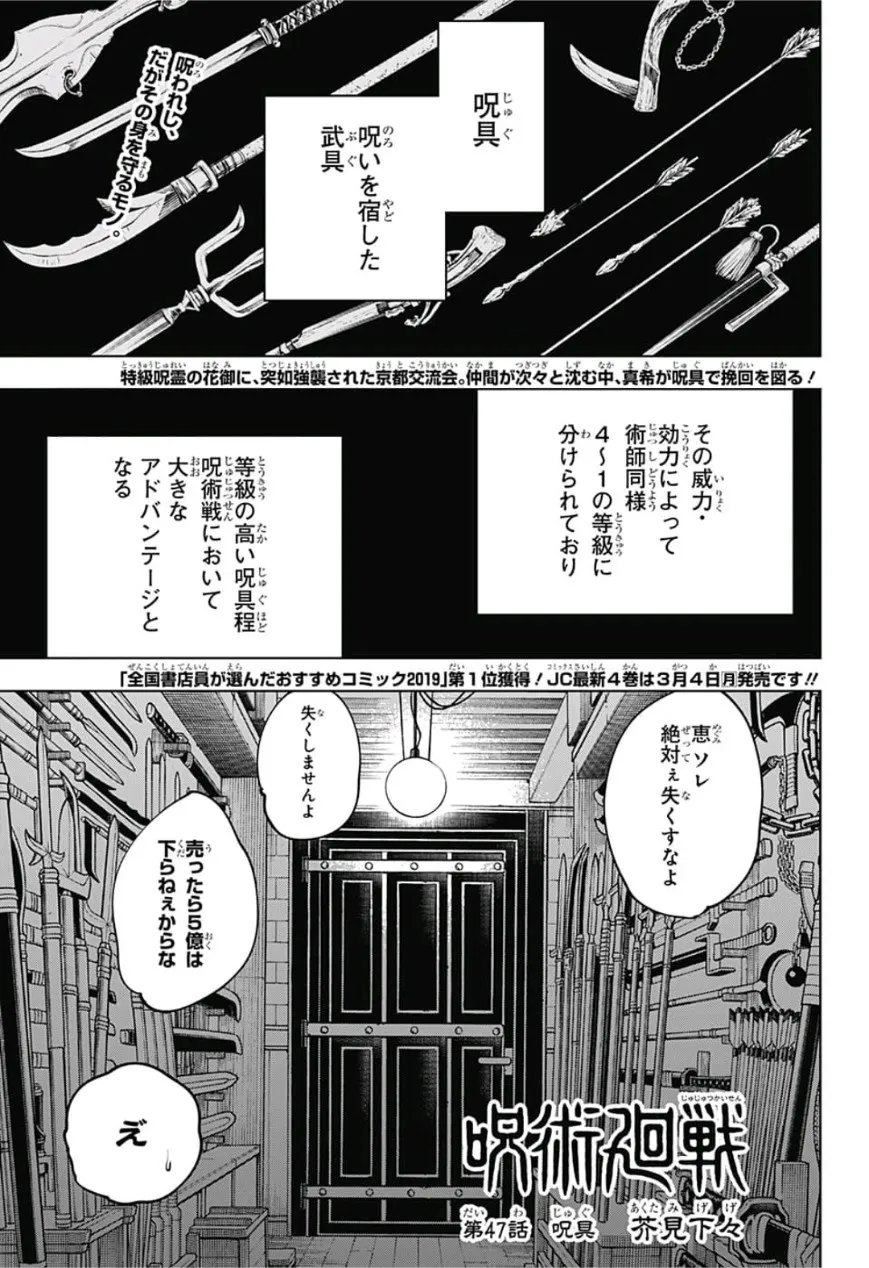 呪具
呪いを宿した
武具
呪われし、
だがその身を守るモノ。
特級呪霊の花御に、突如強襲された京都交流会。仲間が次々と沈む中、真希が呪具で挽回を図る!
その威力・
効力によって
術師同様
4〜1の等級に
分けられており
等級の高い呪具程
呪術戦において
大きな
アドバンテージと
なる
「全国書店員が選んだおすすめコミック2019」第1位獲得!JC最新4巻は3月4日月発売です!!
恵ソレ
絶対ぇ失くすなよ
失くしませんよ
売ったら5億は
下らねぇからな
え
呪術廻戦
第47話 呪具 芥見下々